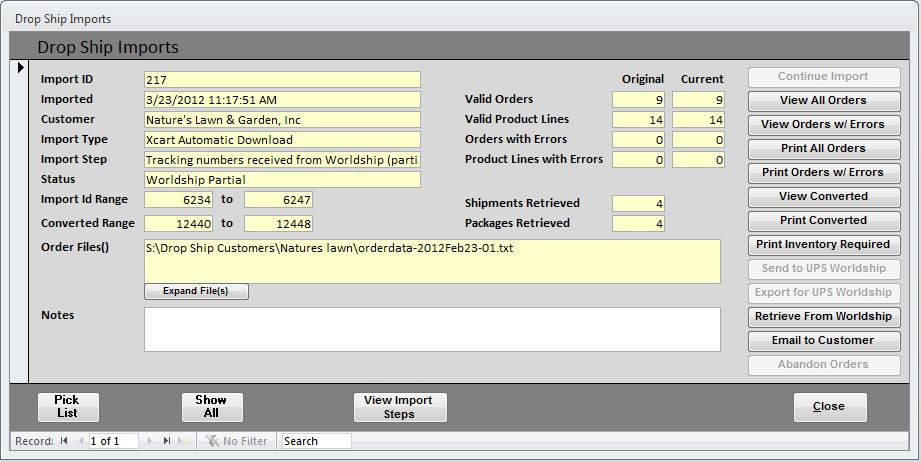 Drop Ship Imports
Drop Ship Imports
Import ID 217
Imported 3/23/2012 11:17:51 AM
Customer Nature's Lawn & Garden, Inc
Import Type Xcart Automatic Download
Import Step Tracking numbers received from Worldship (parti
Status Worldship Partial
Import Id Range 6234 to 6247
Converted Range 12440 to 12448
Order Files() S:\Drop Ship Customers\Natures lawn\orderdata-2012Feb23-01.txt
Expand File(s)
Notes
Original Current
Valid Orders 9 9
Valid Product Lines 14 14
Orders with Errors 0 0
Product Lines with Errors 0 0
Shipments Retrieved 4
Packages Retrieved 4
Continue Import
View All Orders
View Orders w/ Errors
Print All Orders
Print Orders w/ Errors
View Converted
Print Converted
Print Inventory Required
Send to UPS Worldship
Export for UPS Worldship
Retrieve From Worldship
Email to Customer
Abandon Orders
Pick
List
Show
All
View Import
Steps
Close
Record: 1 of 1 No Filter Search